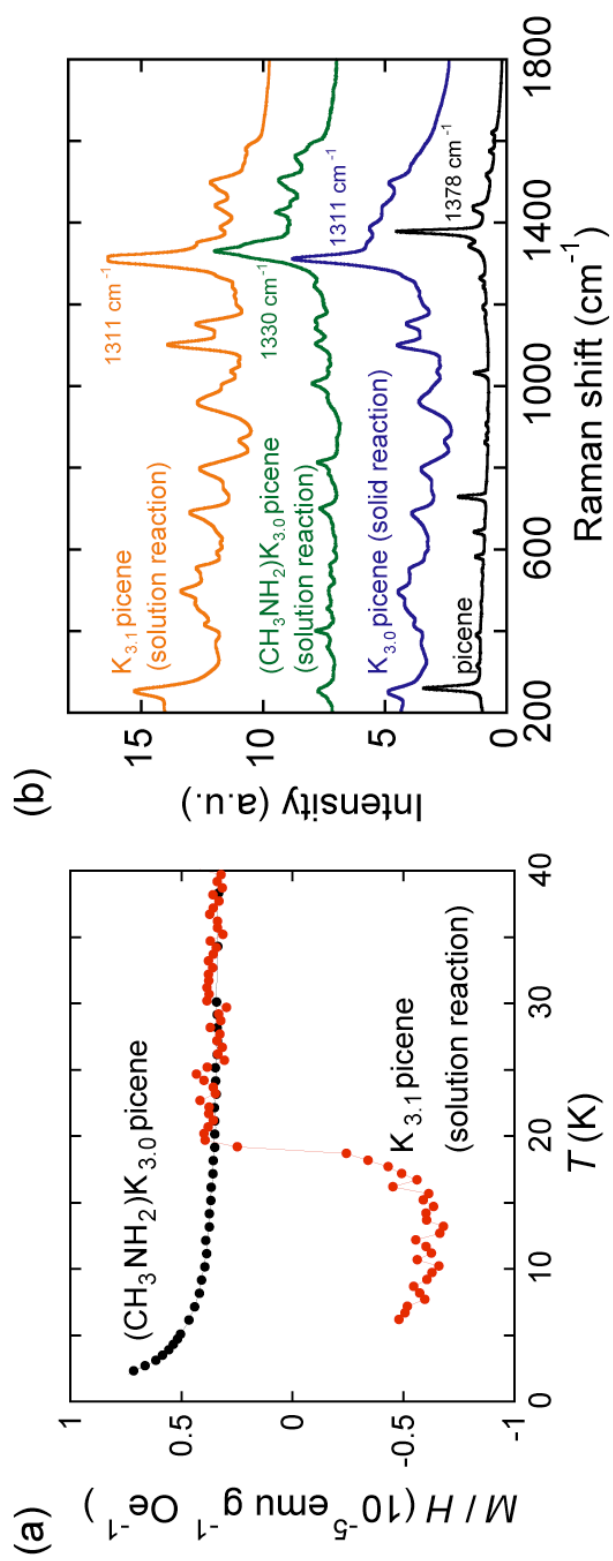 (a)
1
0.5
0
-0.5
-1
M / H (10⁻⁵emu g⁻¹ Oe⁻¹)
0
10
20
30
40
T (K)
(CH₃NH₂)K₃.₀ picene
K₃.₁ picene
(solution reaction)
(b)
15
10
5
0
Intensity (a.u.)
200
600
1000
1400
1800
Raman shift (cm⁻¹)
K₃.₁ picene
(solution reaction)
1311 cm⁻¹
(CH₃NH₂)K₃.₀ picene
(solution reaction)
1330 cm⁻¹
K₃.₀ picene (solid reaction)
1311 cm⁻¹
picene
1378 cm⁻¹